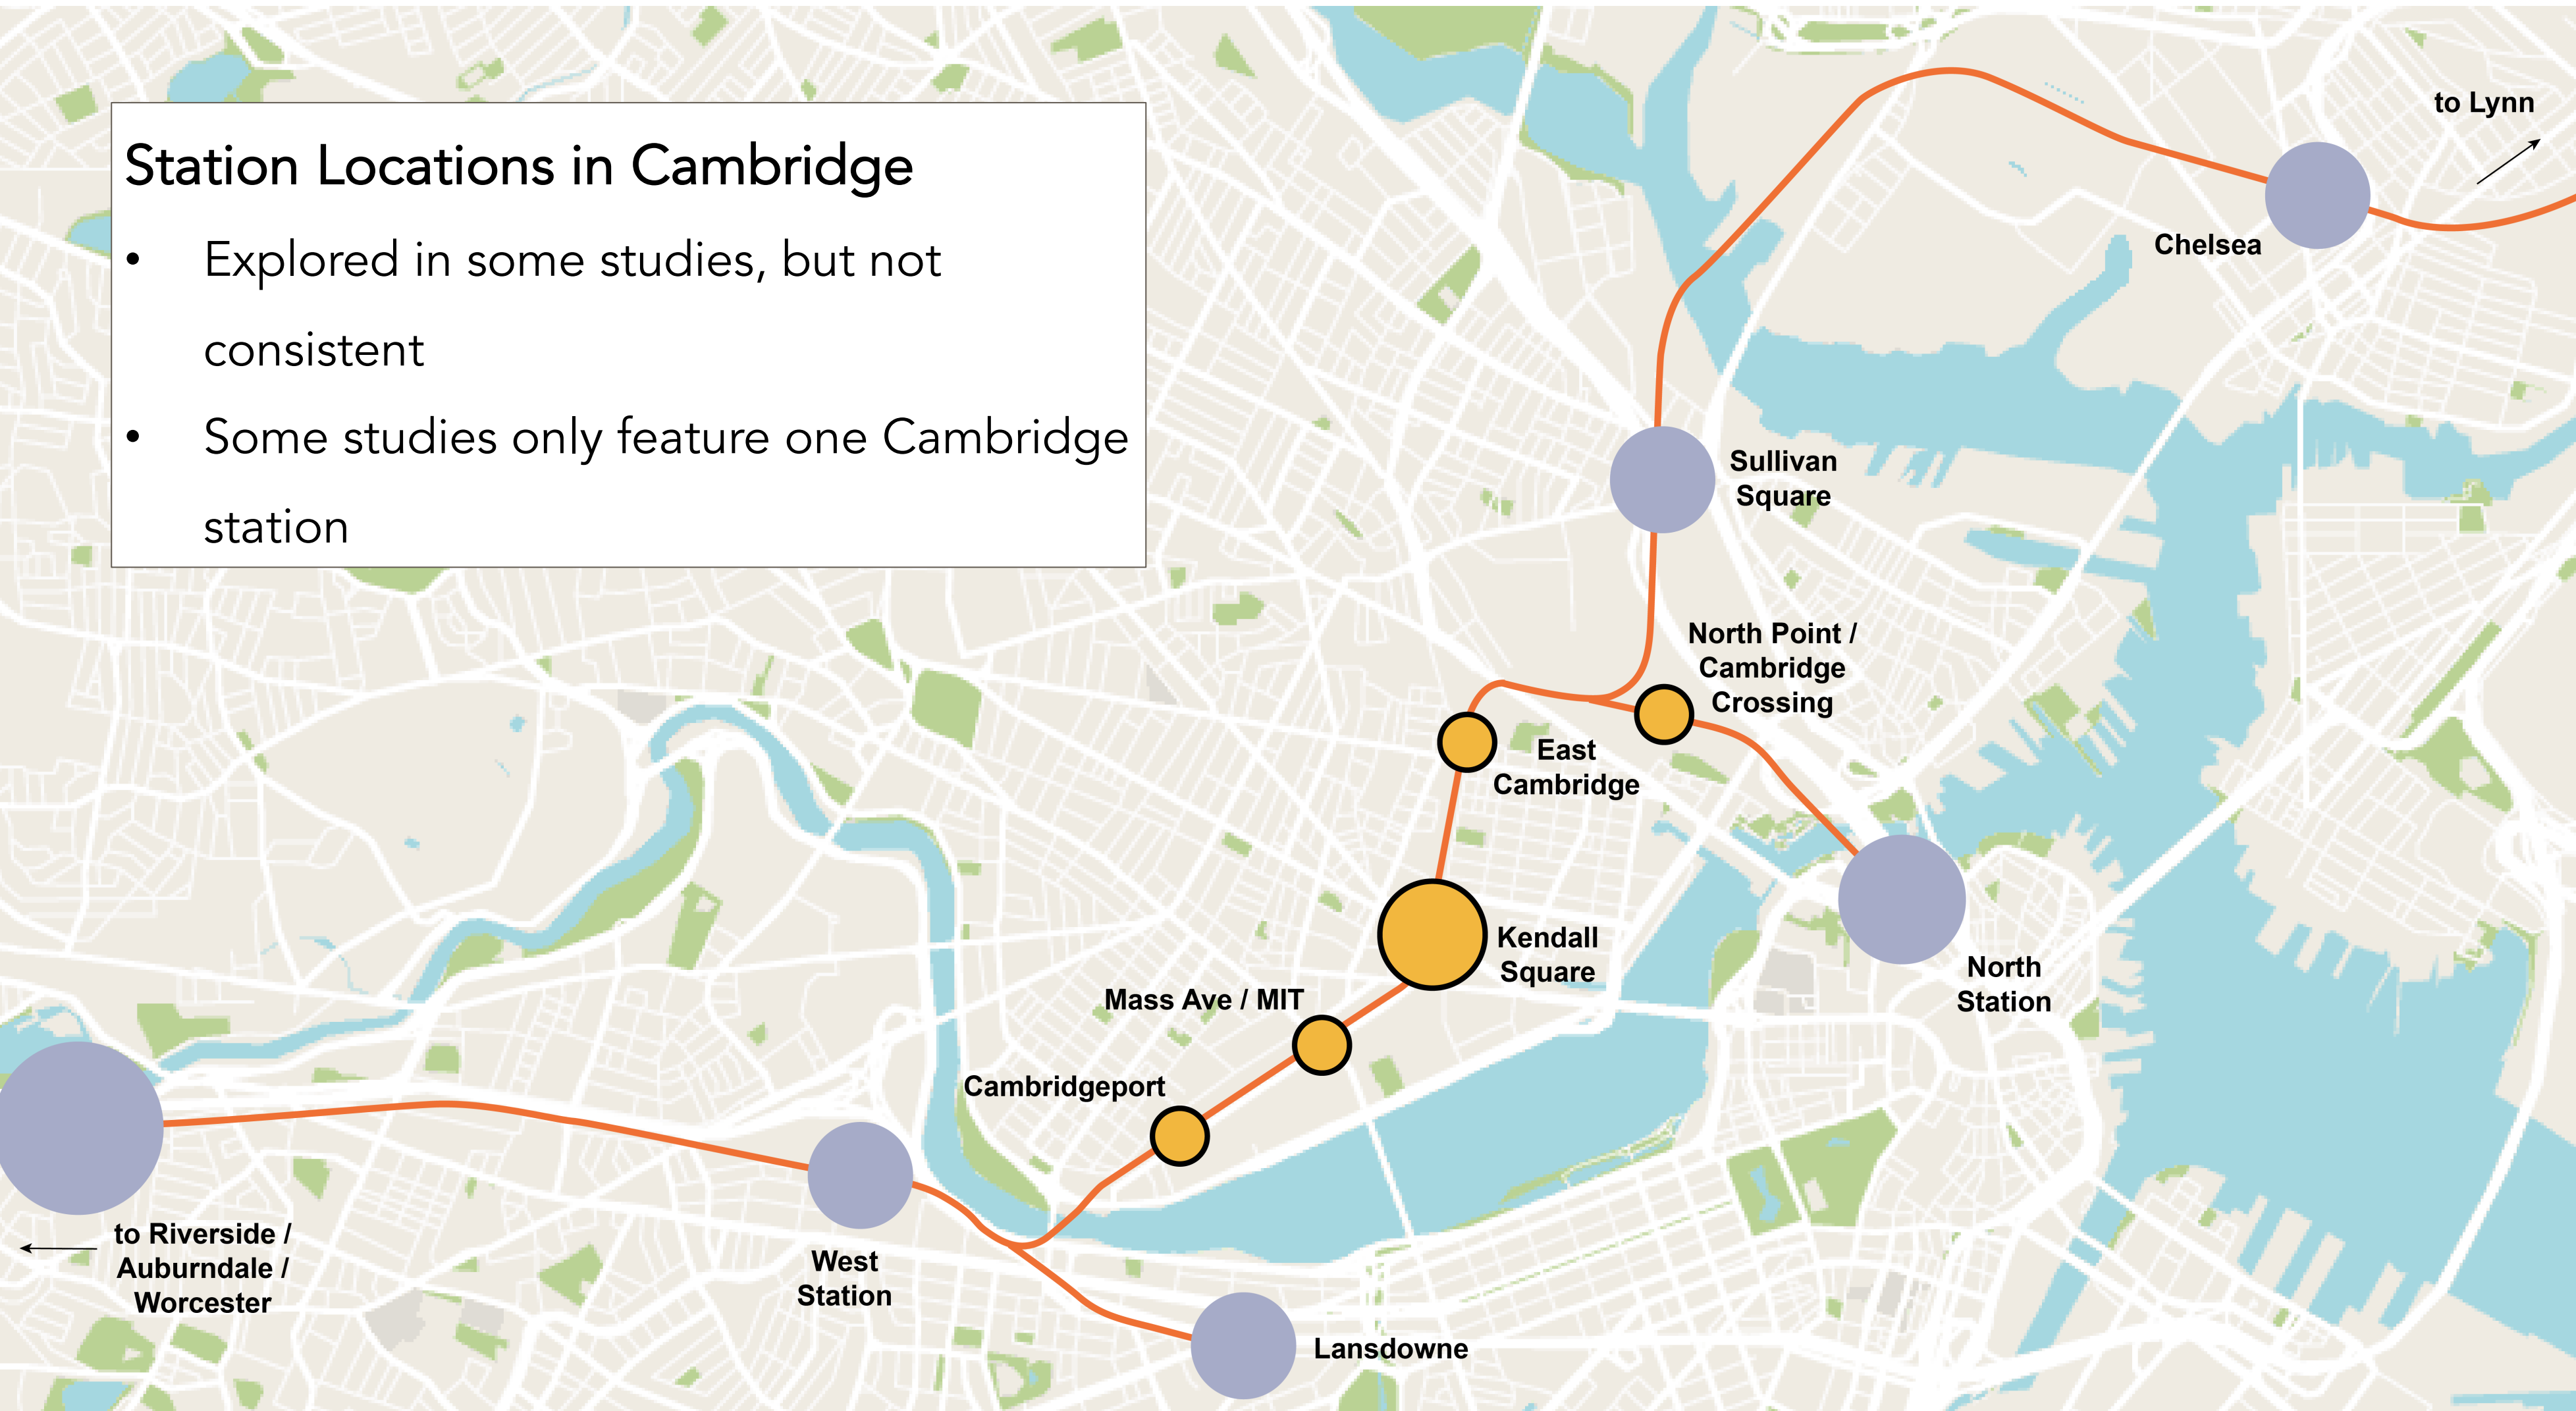 Station Locations in Cambridge
• Explored in some studies, but not
consistent
• Some studies only feature one Cambridge
station
to Lynn
Chelsea
Sullivan
Square
North Point /
Cambridge
Crossing
East
Cambridge
Kendall
Square
North
Station
Mass Ave / MIT
Cambridgeport
to Riverside /
Auburndale /
Worcester
West
Station
Lansdowne